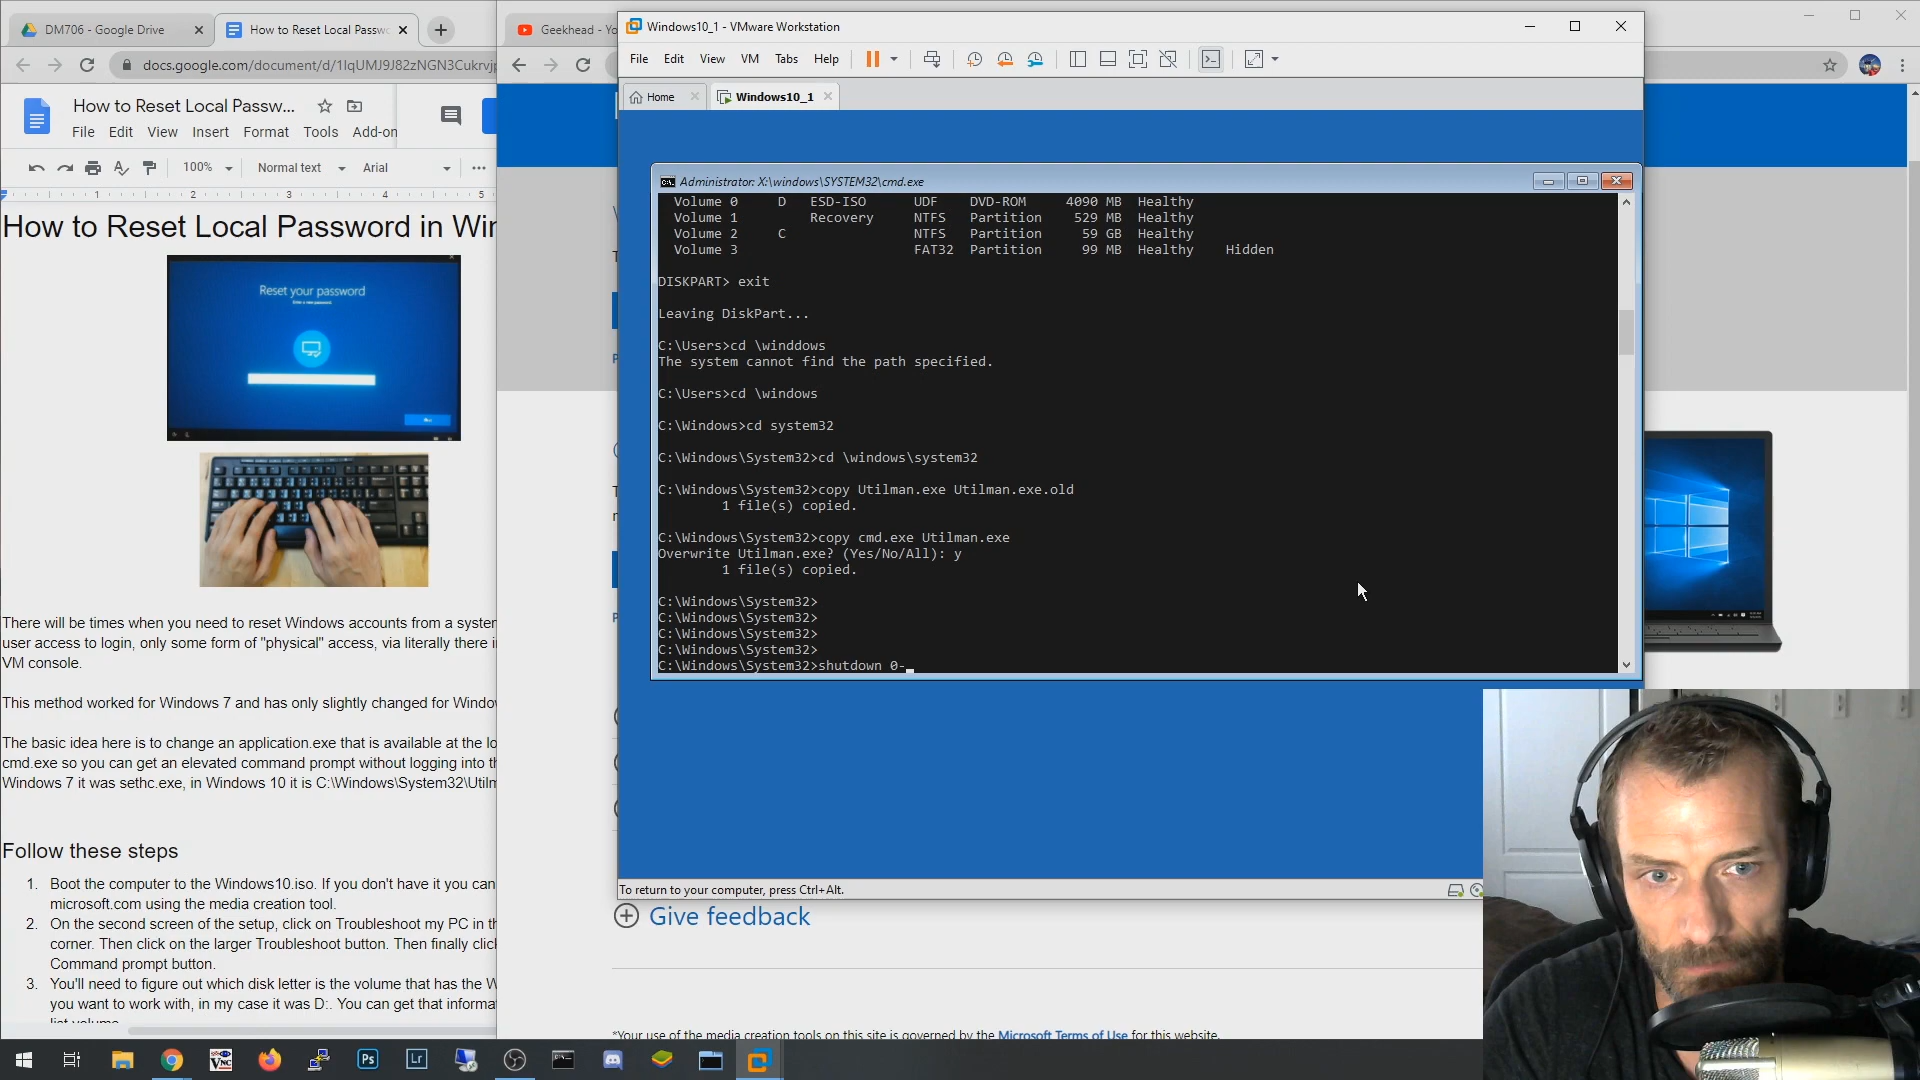 DM706 - Google Drive
How to Reset Local Passwo
docs.google.com/document/d/1IqUMJ9J82zNGN3Cukrvjp
How to Reset Local Passw...
File Edit View Insert Format Tools Add-on
100% Normal text Arial
1 2 3 4 5
How to Reset Local Password in Win
Reset your password
There will be times when you need to reset Windows accounts from a system
user access to login, only some form of "physical" access, via literally there i
VM console.
This method worked for Windows 7 and has only slightly changed for Windo
The basic idea here is to change an application.exe that is available at the lo
cmd.exe so you can get an elevated command prompt without logging into th
Windows 7 it was sethc.exe, in Windows 10 it is C:\Windows\System32\Utilm
Follow these steps
1. Boot the computer to the Windows10.iso. If you don't have it you can
microsoft.com using the media creation tool.
2. On the second screen of the setup, click on Troubleshoot my PC in th
corner. Then click on the larger Troubleshoot button. Then finally click
Command prompt button.
3. You'll need to figure out which disk letter is the volume that has the W
you want to work with, in my case it was D:. You can get that informat
list volume
Geekhead - Yo
Windows10_1 - VMware Workstation
File Edit View VM Tabs Help
Home
Windows10_1
Administrator: X:\windows\SYSTEM32\cmd.exe
Volume 0 D ESD-ISO UDF DVD-ROM 4090 MB Healthy
Volume 1 Recovery NTFS Partition 529 MB Healthy
Volume 2 C NTFS Partition 59 GB Healthy
Volume 3 FAT32 Partition 99 MB Healthy Hidden
DISKPART> exit
Leaving DiskPart...
C:\Users>cd \winddows
The system cannot find the path specified.
C:\Users>cd \windows
C:\Windows>cd system32
C:\Windows\System32>cd \windows\system32
C:\Windows\System32>copy Utilman.exe Utilman.exe.old
1 file(s) copied.
C:\Windows\System32>copy cmd.exe Utilman.exe
Overwrite Utilman.exe? (Yes/No/All): y
1 file(s) copied.
C:\Windows\System32>
C:\Windows\System32>
C:\Windows\System32>
C:\Windows\System32>
C:\Windows\System32>shutdown 0-_
To return to your computer, press Ctrl+Alt.
Give feedback
*Your use of the media creation tools on this site is governed by the Microsoft Terms of Use for this website.
VNC
Ps
Lr